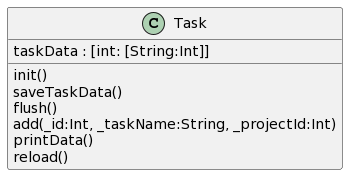 C Task
taskData : [int: [String:Int]]
init()
saveTaskData()
flush()
add(_id:Int, _taskName:String, _projectId:Int)
printData()
reload()